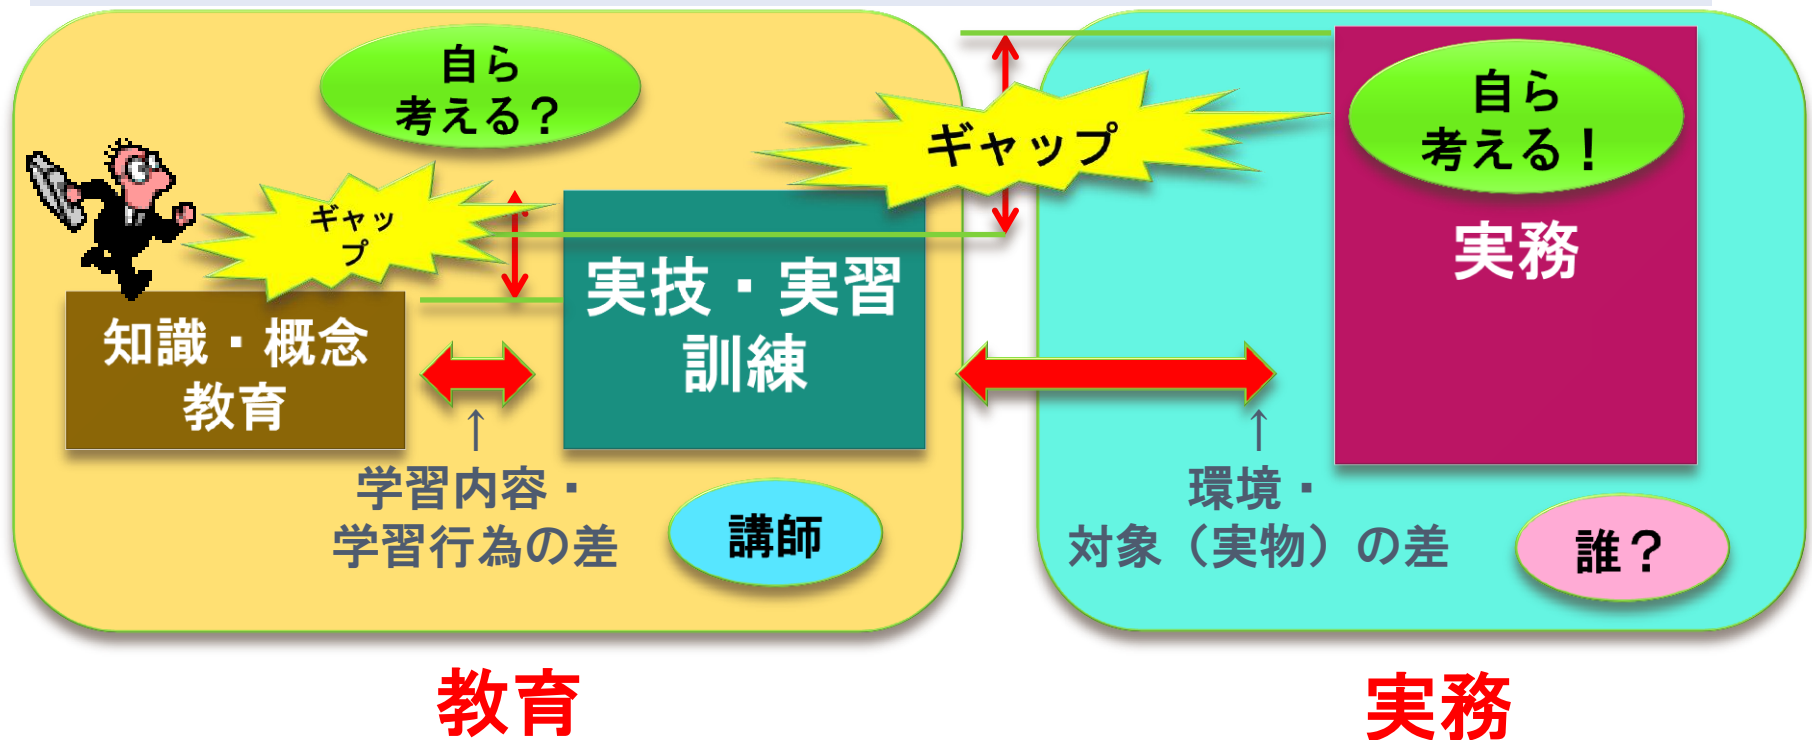 自ら
考える？
ギャップ
自ら
考える！
ギャッ
プ
実務
実技・実習
訓練
知識・概念
教育
↑
学習内容・
学習行為の差
講師
↑
環境・
対象（実物）の差
誰？
教育
実務